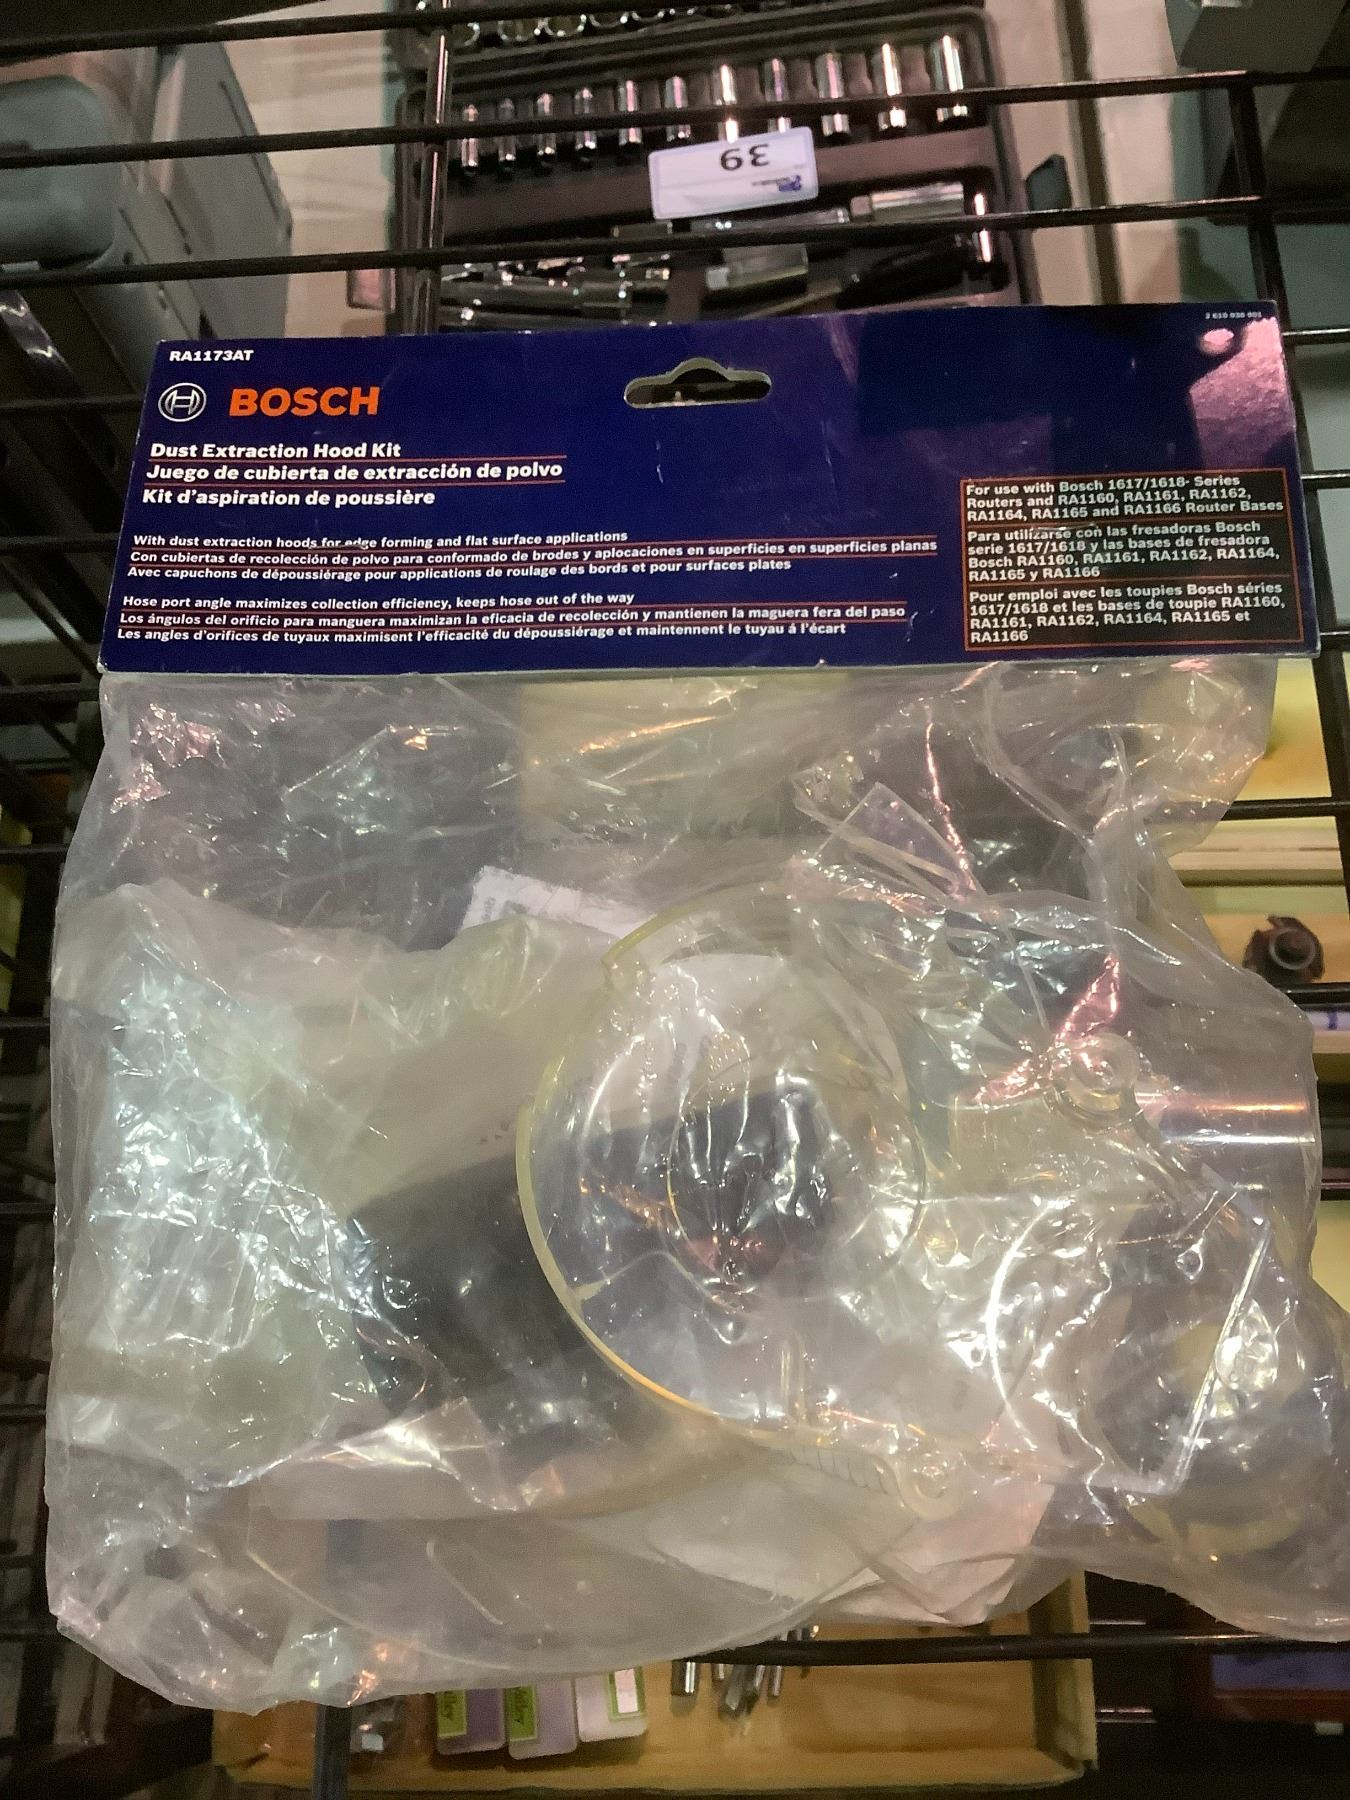 39
2 610 938 901
RA1173AT
BOSCH
Dust Extraction Hood Kit
Juego de cubierta de extracción de polvo
Kit d'aspiration de poussière
With dust extraction hoods for edge forming and flat surface applications
Con cubiertas de recolección de polvo para conformado de brodes y aplocaciones en superficies en superficies planas
Avec capuchons de dépoussiérage pour applications de roulage des bords et pour surfaces plates
Hose port angle maximizes collection efficiency, keeps hose out of the way
Los ángulos del orificio para manguera maximizan la eficacia de recolección y mantienen la maguera fera del paso
Les angles d'orifices de tuyaux maximisent l'efficacité du dépoussiérage et maintennent le tuyau á l'écart
For use with Bosch 1617/1618- Series
Routers and RA1160, RA1161, RA1162,
RA1164, RA1165 and RA1166 Router Bases
Para utilizarse con las fresadoras Bosch
serie 1617/1618 y las bases de fresadora
Bosch RA1160, RA1161, RA1162, RA1164,
RA1165 y RA1166
Pour emploi avec les toupies Bosch séries
1617/1618 et les bases de toupie RA1160,
RA1161, RA1162, RA1164, RA1165 et
RA1166